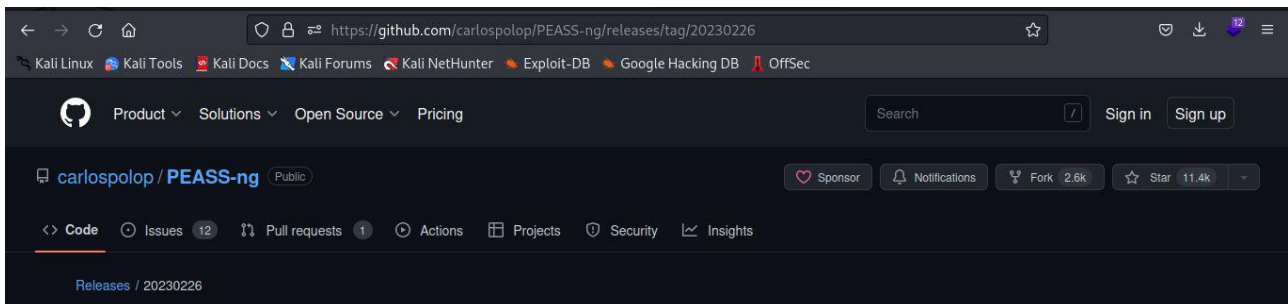 https://github.com/carlospolop/PEASS-ng/releases/tag/20230226 12
Kali Linux Kali Tools Kali Docs Kali Forums Kali NetHunter Exploit-DB Google Hacking DB OffSec
Product Solutions Open Source Pricing Search / Sign in Sign up
carlospolop / PEASS-ng Public Sponsor Notifications Fork 2.6k Star 11.4k
<> Code Issues 12 Pull requests 1 Actions Projects Security Insights
Releases / 20230226